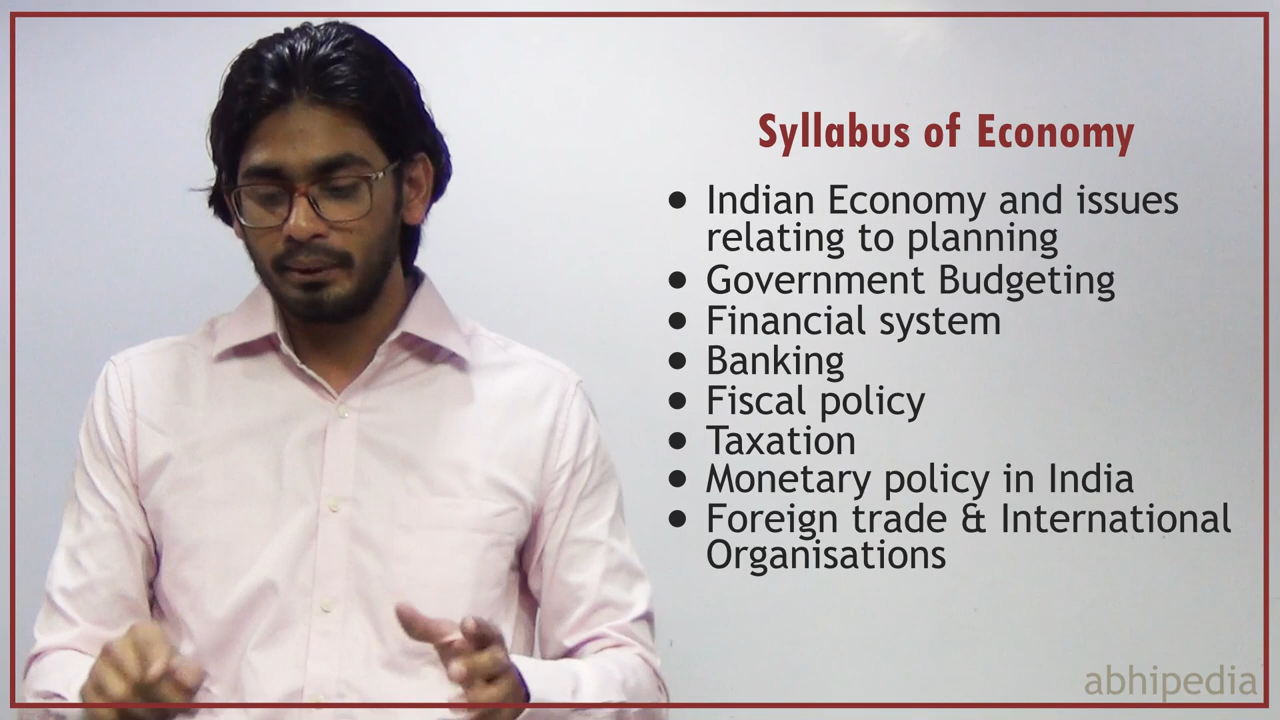 Syllabus of Economy
• Indian Economy and issues
relating to planning
• Government Budgeting
• Financial system
• Banking
• Fiscal policy
• Taxation
• Monetary policy in India
• Foreign trade & International
Organisations
abhipedia